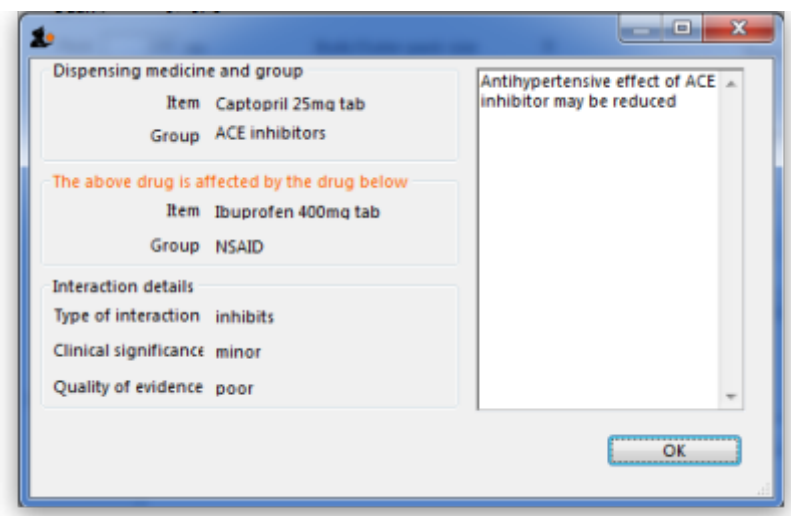 Dispensing medicine and group
Item Captopril 25mg tab
Group ACE inhibitors
The above drug is affected by the drug below
Item Ibuprofen 400mg tab
Group NSAID
Interaction details
Type of interaction inhibits
Clinical significance minor
Quality of evidence poor
Antihypertensive effect of ACE
inhibitor may be reduced
OK